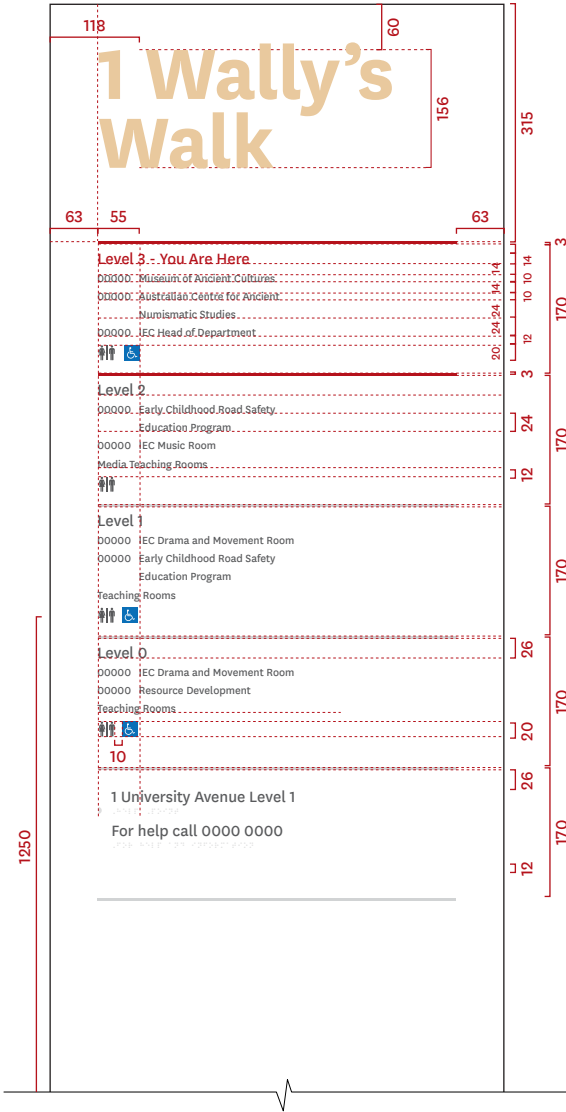 118
60
1 Wally's
Walk
156
315
63 55 63
3
Level 3 - You Are Here
14
14
00000 Museum of Ancient Cultures
10
14
00000 Australian Centre for Ancient
10
Numismatic Studies
24
170
00000 IEC Head of Department
24
12
20
3
Level 2
00000 Early Childhood Road Safety
Education Program
24
170
00000 IEC Music Room
Media Teaching Rooms
12
Level 1
00000 IEC Drama and Movement Room
00000 Early Childhood Road Safety
Education Program
170
Teaching Rooms
Level 0
26
00000 IEC Drama and Movement Room
00000 Resource Development
170
Teaching Rooms
20
10
26
1 University Avenue Level 1
For help call 0000 0000
170
1250
12